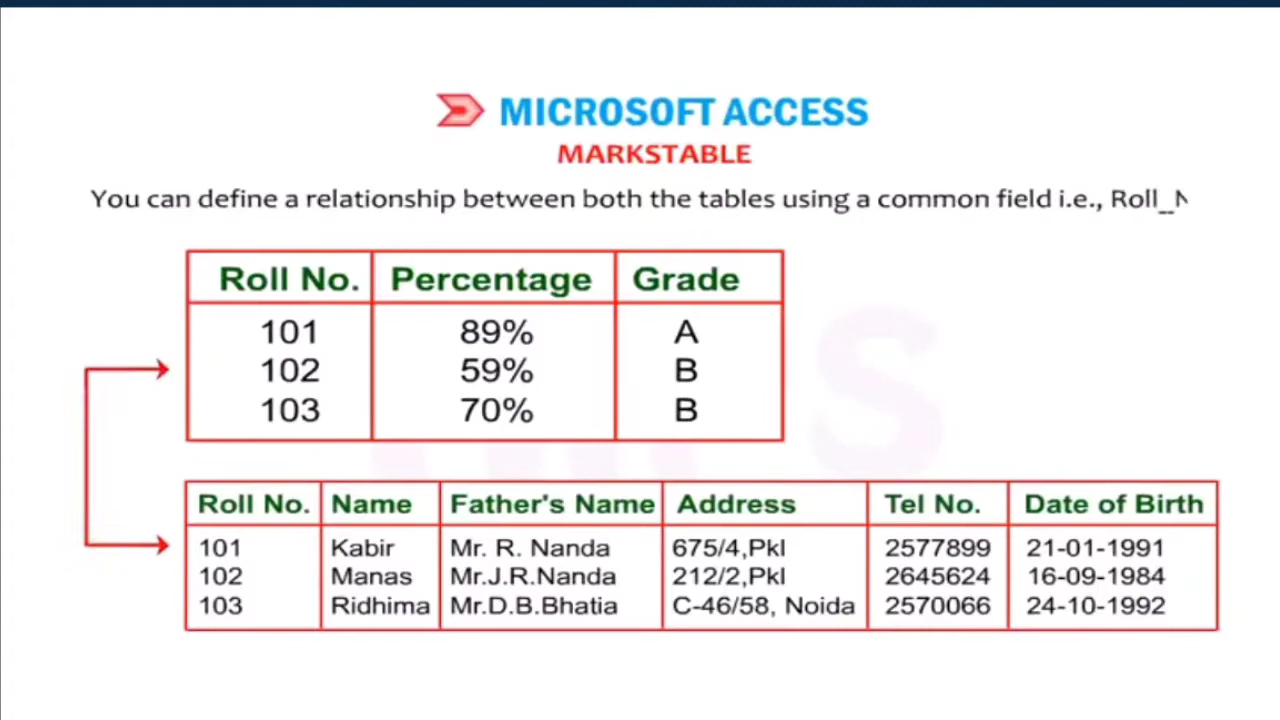 MICROSOFT ACCESS
MARKSTABLE
You can define a relationship between both the tables using a common field i.e., Roll_
Roll No. Percentage Grade
101 89% A
102 59% B
103 70% B
Roll No. Name Father's Name Address Tel No. Date of Birth
101 Kabir Mr. R. Nanda 675/4,Pkl 2577899 21-01-1991
102 Manas Mr.J.R.Nanda 212/2,Pkl 2645624 16-09-1984
103 Ridhima Mr.D.B.Bhatia C-46/58, Noida 2570066 24-10-1992